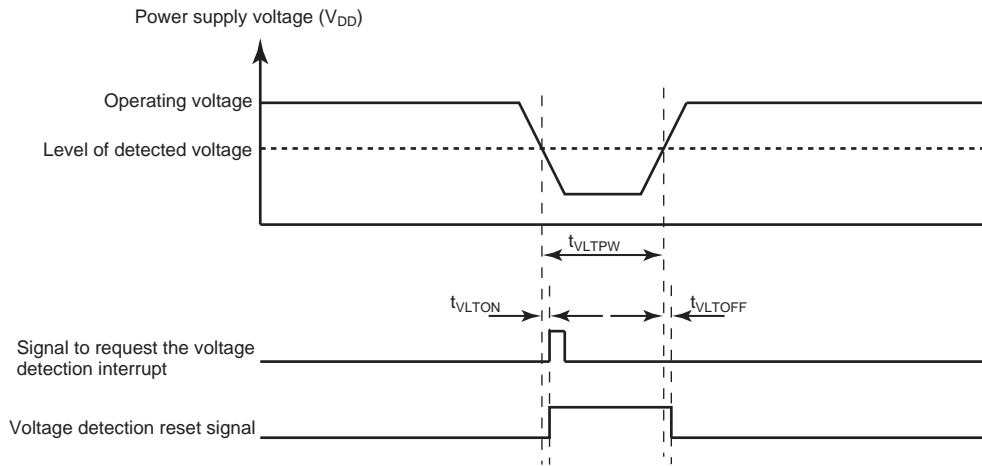 Power supply voltage (VDD)
Operating voltage
Level of detected voltage
tVLTPW
tVLTON
tVLTOFF
Signal to request the voltage
detection interrupt
Voltage detection reset signal